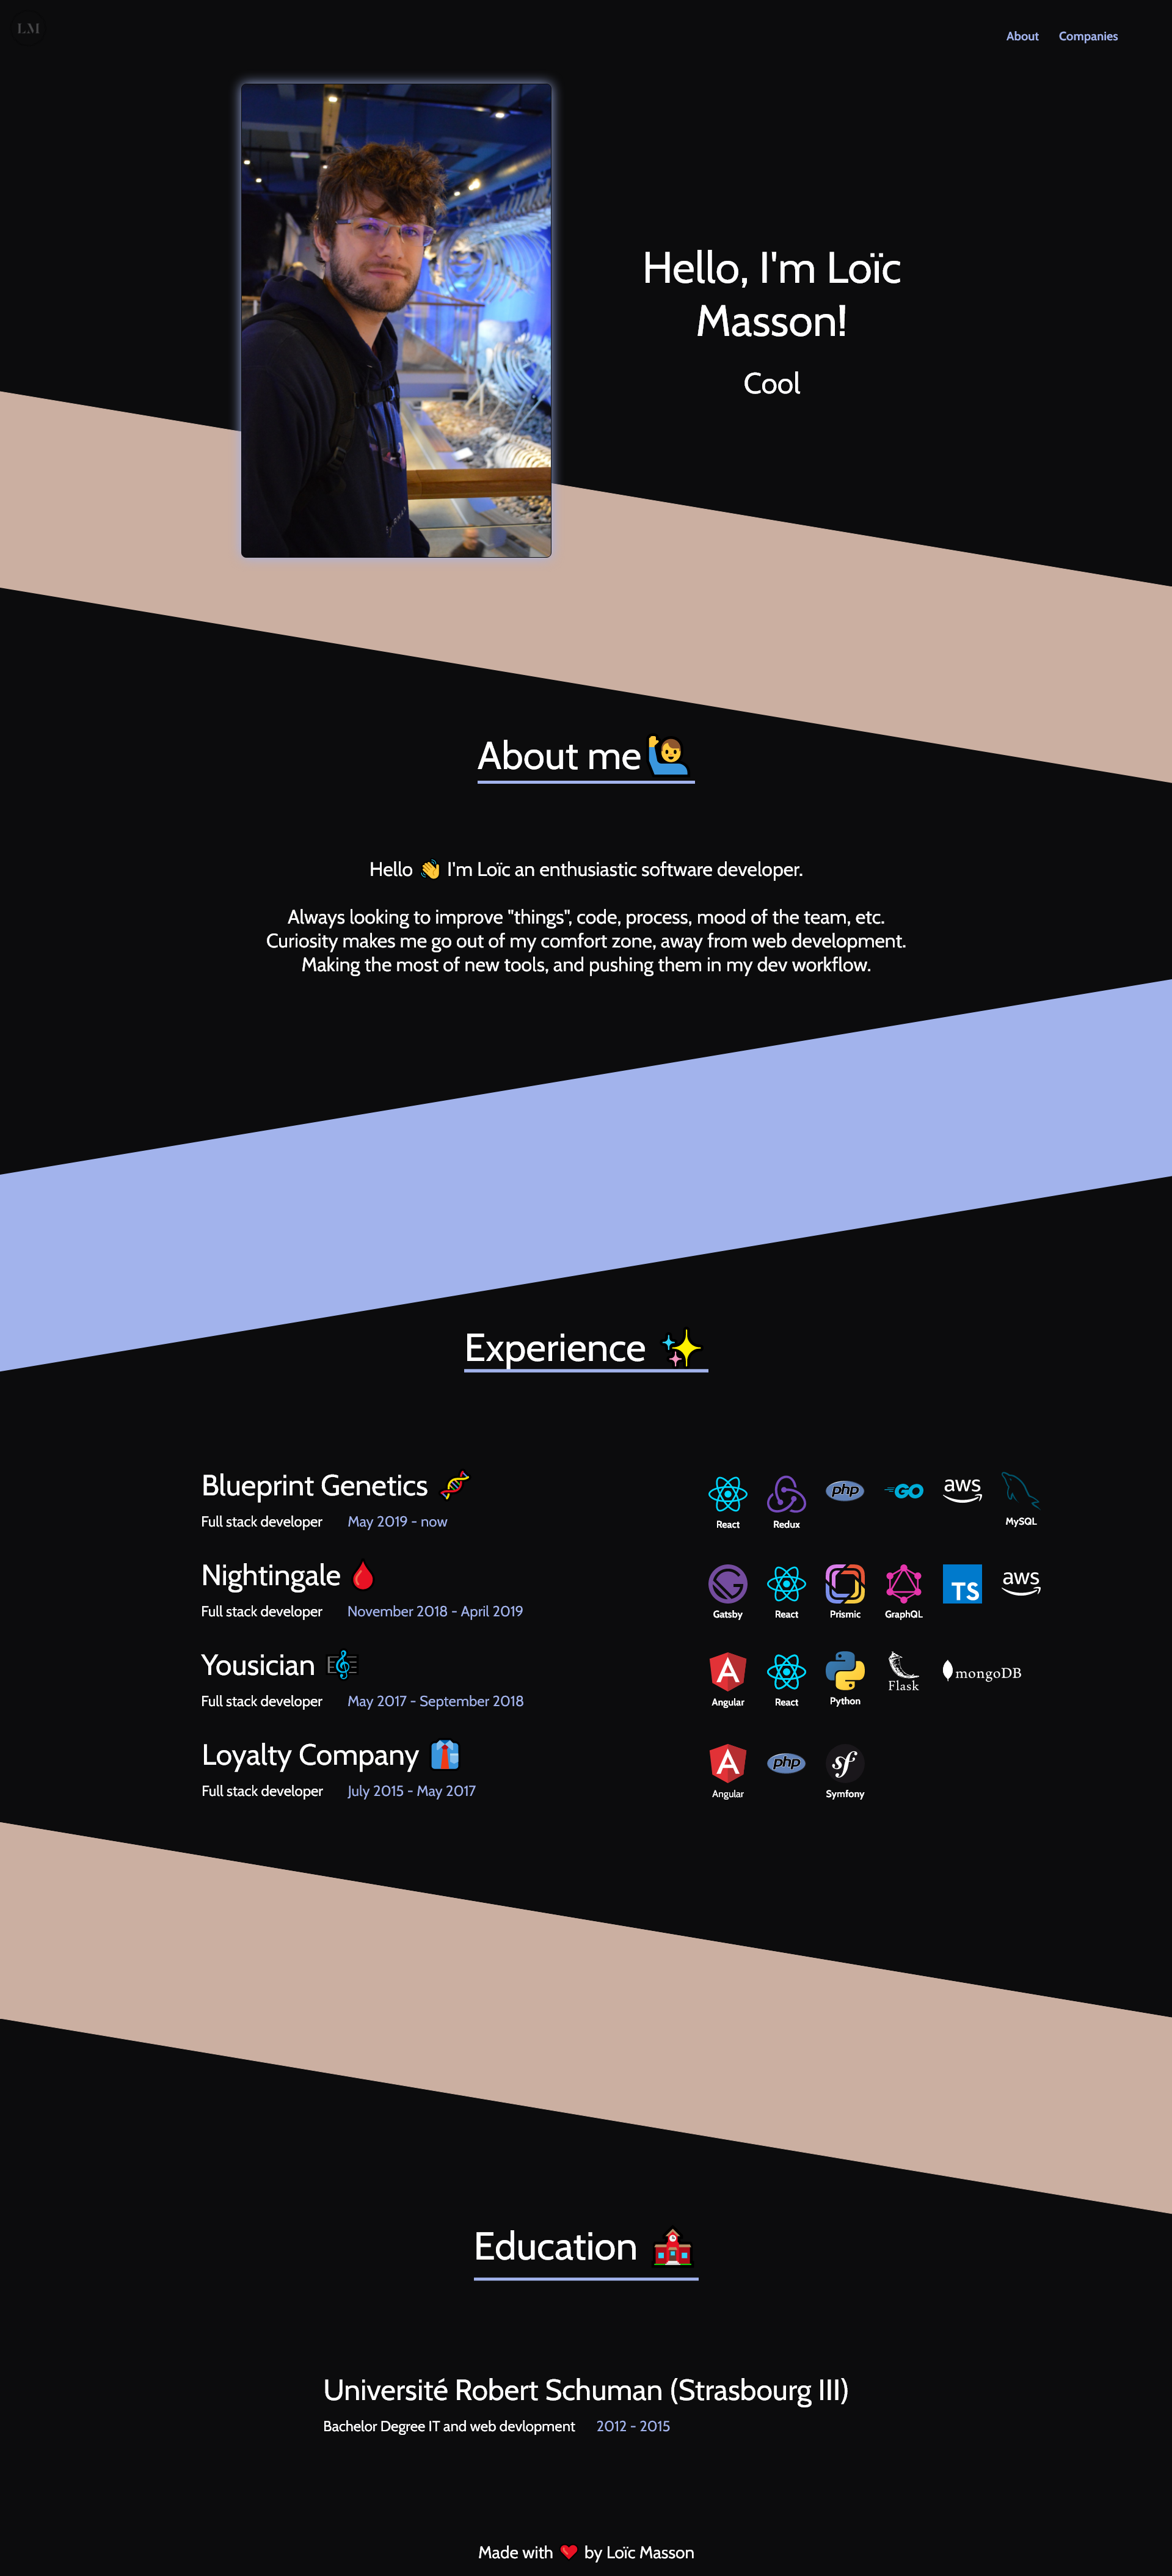 LM
About Companies
Hello, I'm Loïc
Masson!
Cool
About me
Hello 👋 I'm Loïc an enthusiastic software developer.
Always looking to improve "things", code, process, mood of the team, etc.
Curiosity makes me go out of my comfort zone, away from web development.
Making the most of new tools, and pushing them in my dev workflow.
Experience
Blueprint Genetics
Full stack developer May 2019 - now
React Redux php GO aws MySQL
Nightingale
Full stack developer November 2018 - April 2019
Gatsby React Prismic GraphQL TS aws
Yousician
Full stack developer May 2017 - September 2018
Angular React Python Flask mongoDB
Loyalty Company
Full stack developer July 2015 - May 2017
Angular php sf Symfony
Education
Université Robert Schuman (Strasbourg III)
Bachelor Degree IT and web devlopment 2012 - 2015
Made with ❤ by Loïc Masson